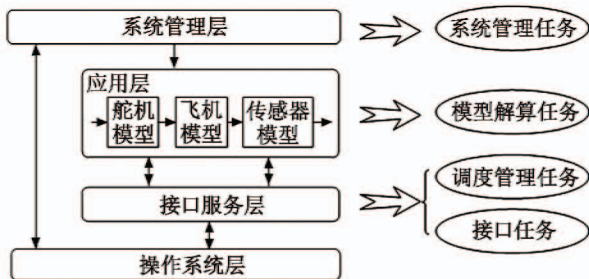 系统管理层
系统管理任务
应用层
舵机
模型
飞机
模型
传感器
模型
模型解算任务
接口服务层
调度管理任务
接口任务
操作系统层